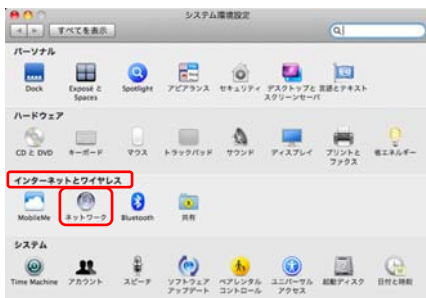 システム環境設定
すべてを表示
パーソナル
Dock Exposé と Spaces Spotlight アピアランス セキュリティ デスクトップと スクリーンセーバ 言語とテキスト
ハードウェア
CD と DVD キーボード マウス トラックパッド サウンド ディスプレイ プリントと ファクス 省エネルギー
インターネットとワイヤレス
MobileMe ネットワーク Bluetooth 共有
システム
Time Machine アカウント スピーチ ソフトウェア アップデート ペアレンタル コントロール ユニバーサル アクセス 起動ディスク 日付と時刻